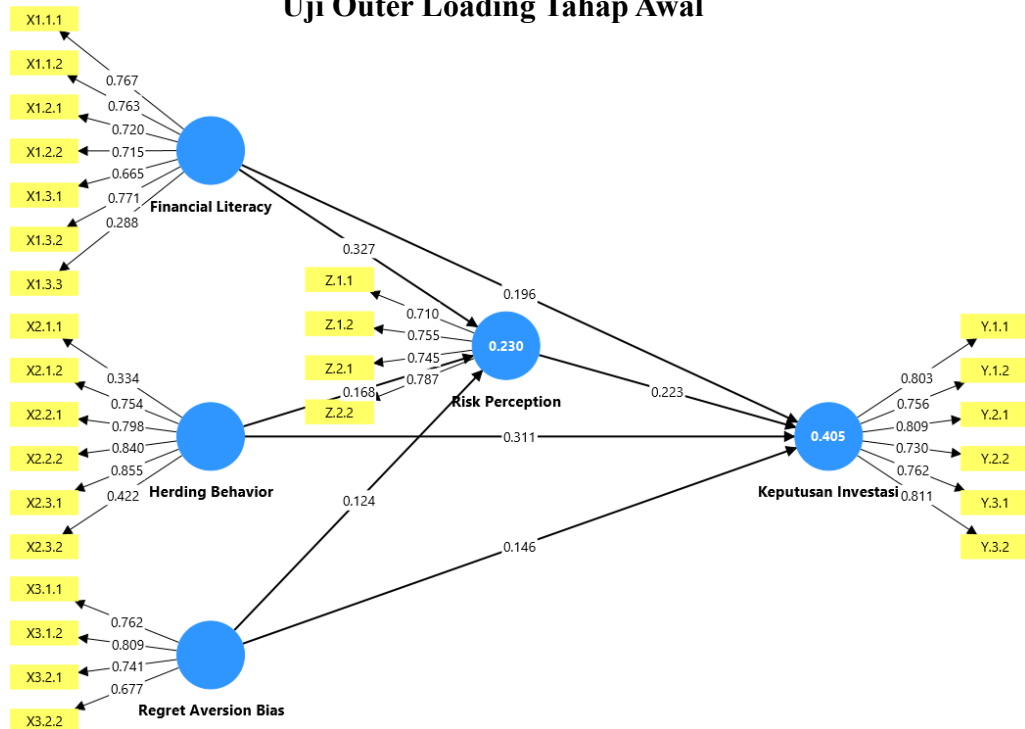 Uji Outer Loading Tahap Awal
X1.1.1
X1.1.2
X1.2.1
X1.2.2
X1.3.1
X1.3.2
X1.3.3
0.767
0.763
0.720
0.715
0.665
0.771
0.288
Financial Literacy
X2.1.1
X2.1.2
X2.2.1
X2.2.2
X2.3.1
X2.3.2
0.334
0.754
0.798
0.840
0.855
0.422
Herding Behavior
X3.1.1
X3.1.2
X3.2.1
X3.2.2
0.762
0.809
0.741
0.677
Regret Aversion Bias
0.327
0.196
Z.1.1
Z.1.2
Z.2.1
Z.2.2
0.710
0.755
0.745
0.787
0.168
0.230
Risk Perception
0.223
0.311
0.124
0.146
0.405
Keputusan Investasi
0.803
0.756
0.809
0.730
0.762
0.811
Y.1.1
Y.1.2
Y.2.1
Y.2.2
Y.3.1
Y.3.2